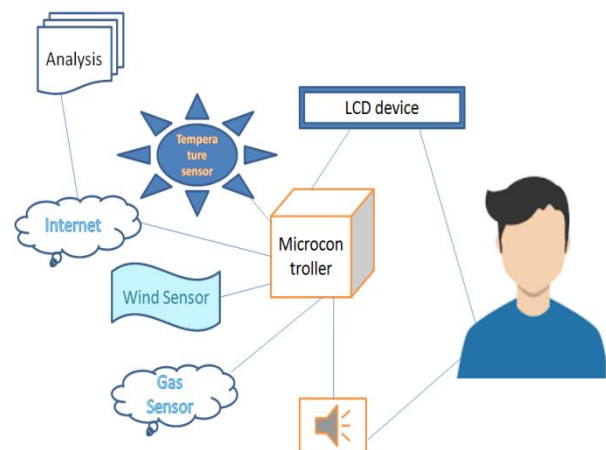 Analysis
LCD device
Tempera
ture
sensor
Internet
Microcon
troller
Wind Sensor
Gas
Sensor